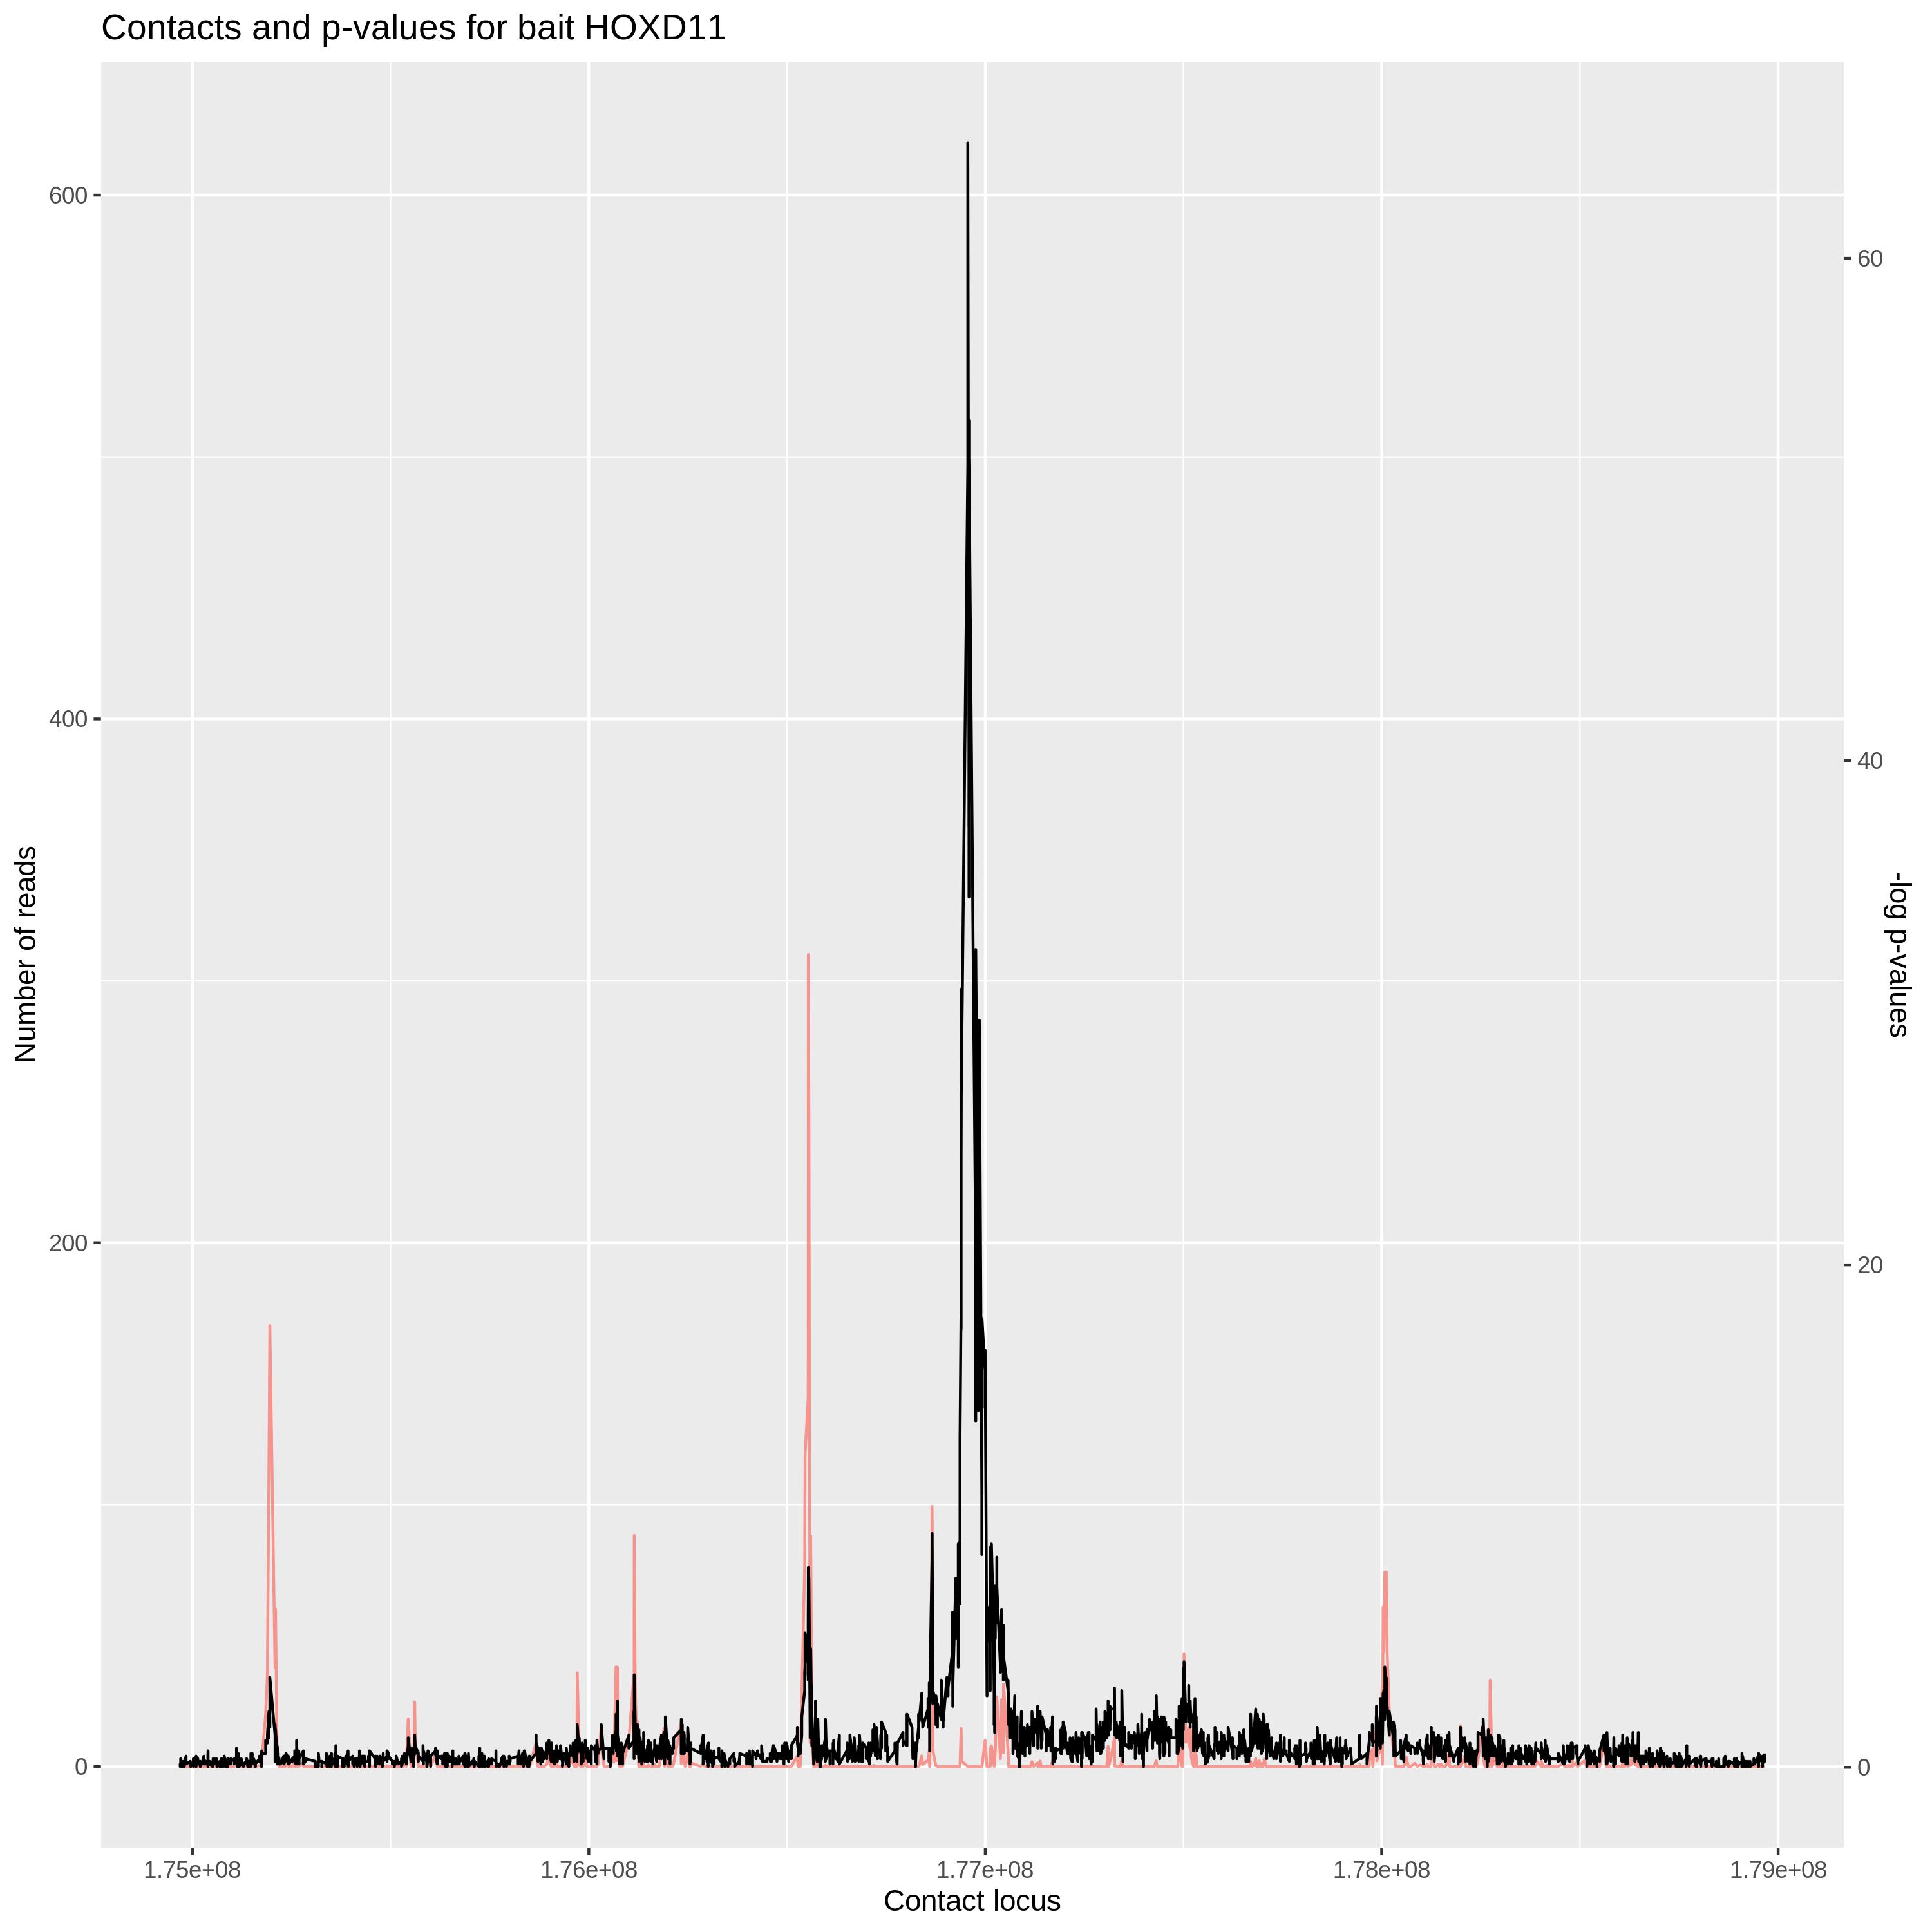 Contacts and p-values for bait HOXD11
600
400
200
0
Number of reads
60
40
20
0
-log p-values
1.75e+08
1.76e+08
1.77e+08
1.78e+08
1.79e+08
Contact locus